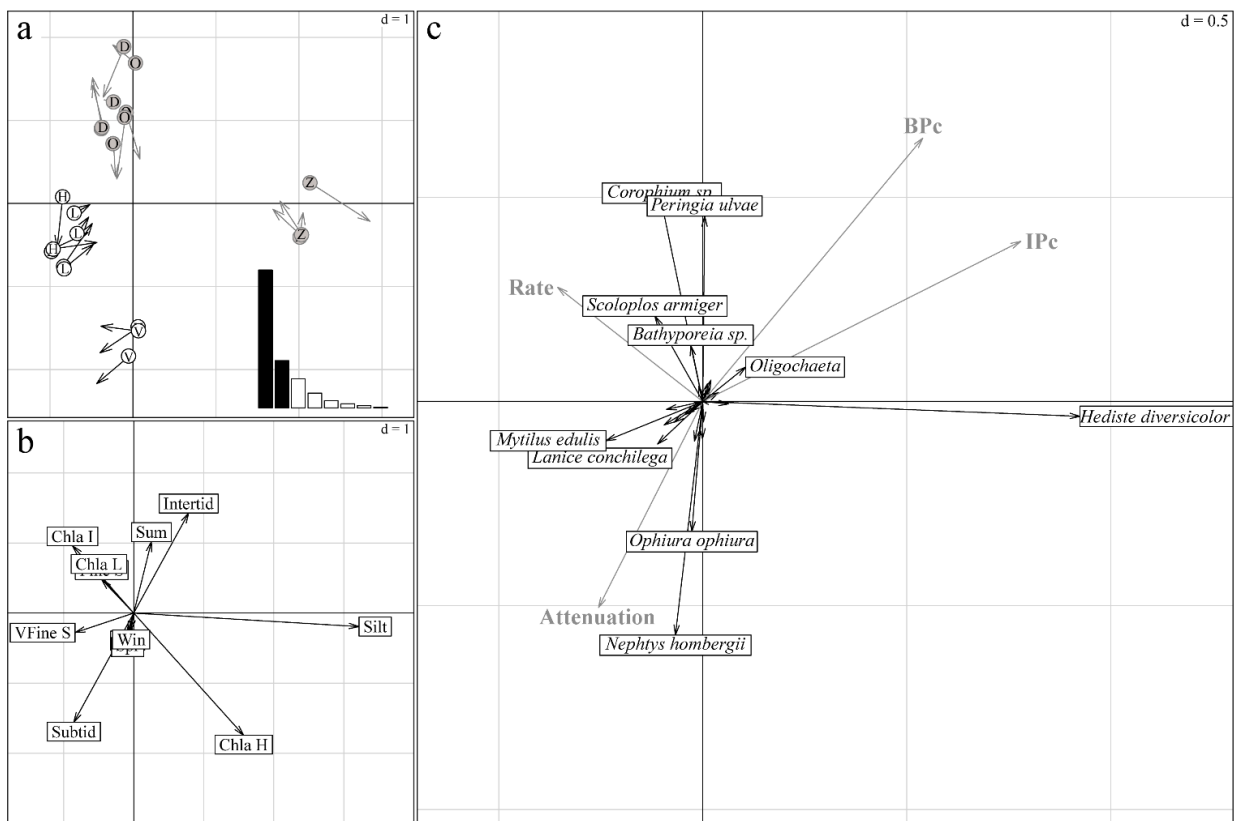 a
d = 1
D
O
D
O
D
O
Z
H
L
Z
L
H
L
V
V
b
d = 1
Intertid
Chla I
Sum
Chla L
VFine S
Win
Silt
Subtid
Chla H
c
d = 0.5
BPc
Corophium sp.
Peringia ulvae
IPc
Rate
Scoloplos armiger
Bathyporeia sp.
Oligochaeta
Hediste diversicolor
Mytilus edulis
Lanice conchilega
Ophiura ophiura
Attenuation
Nephtys hombergii